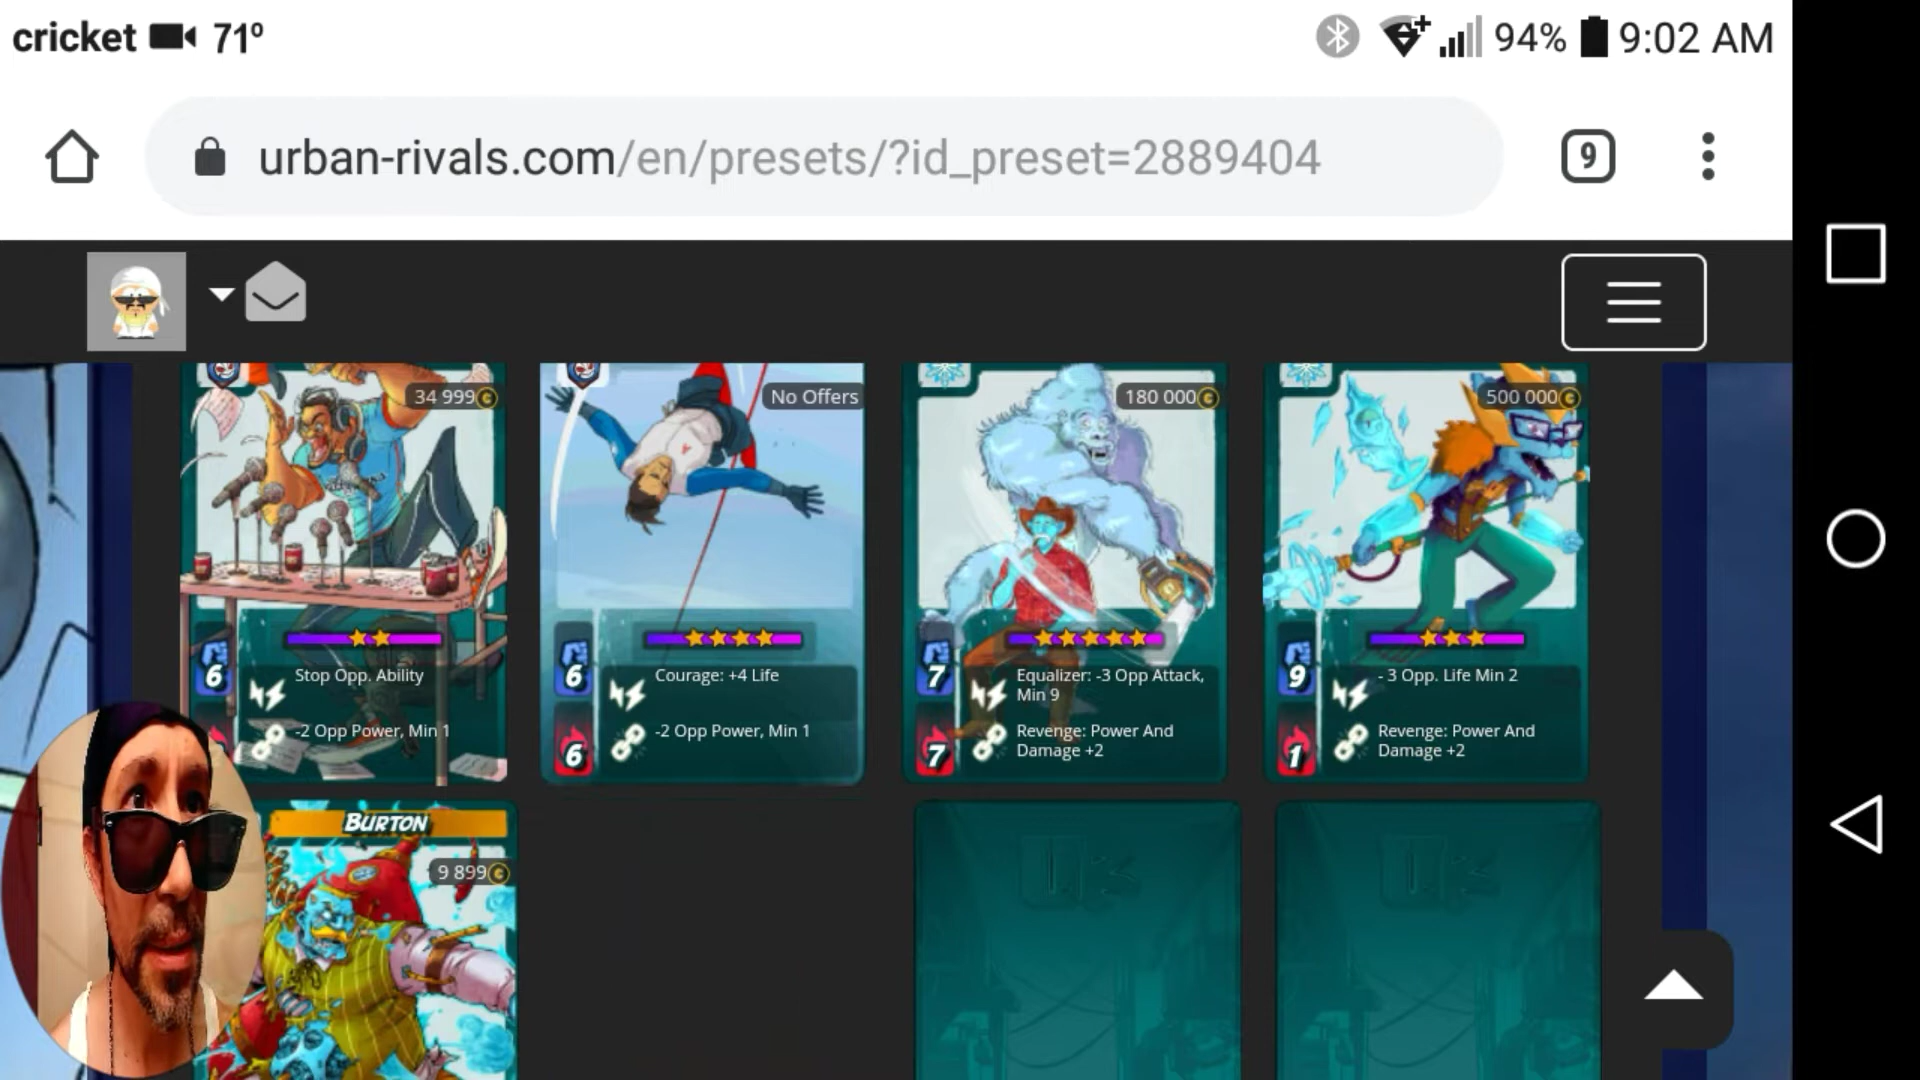 cricket 71° 94% 9:02 AM
urban-rivals.com/en/presets/?id_preset=2889404 9
34 999
No Offers
180 000
500 000
6
Stop Opp. Ability
-2 Opp Power, Min 1
6
Courage: +4 Life
6
-2 Opp Power, Min 1
7
Equalizer: -3 Opp Attack,
Min 9
7
Revenge: Power And
Damage +2
9
- 3 Opp. Life Min 2
1
Revenge: Power And
Damage +2
BURTON
9 899